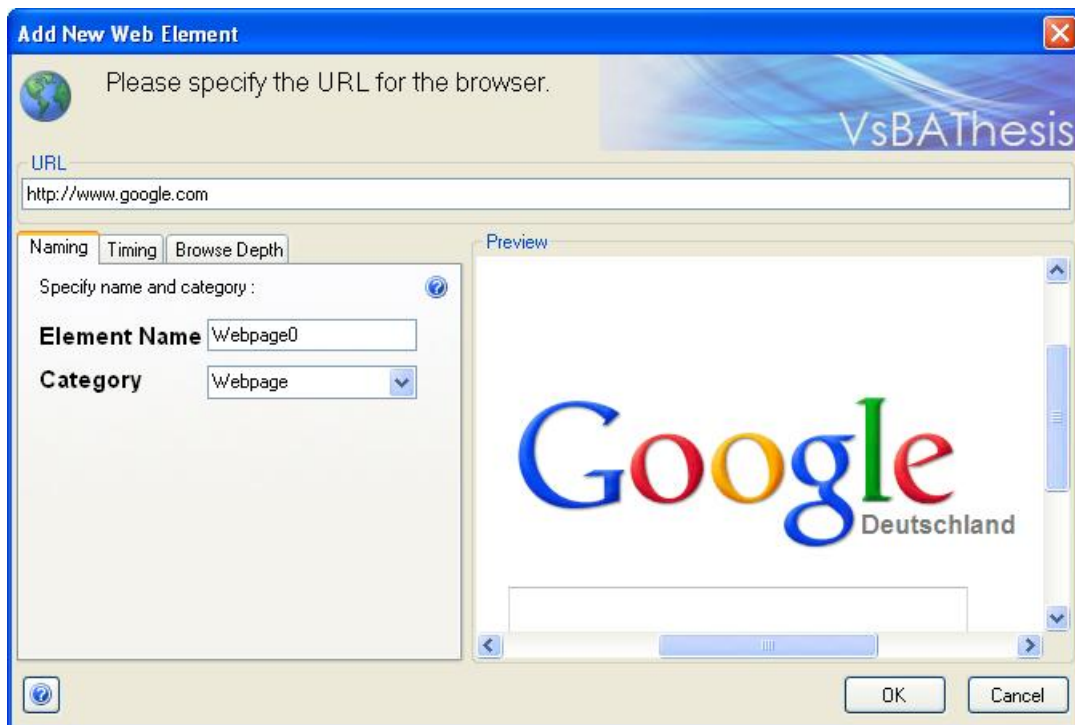 Add New Web Element
Please specify the URL for the browser.
VsBAThesis
URL
http://www.google.com
Naming Timing Browse Depth
Specify name and category :
Element Name Webpage0
Category Webpage
Preview
Google
Deutschland
OK Cancel